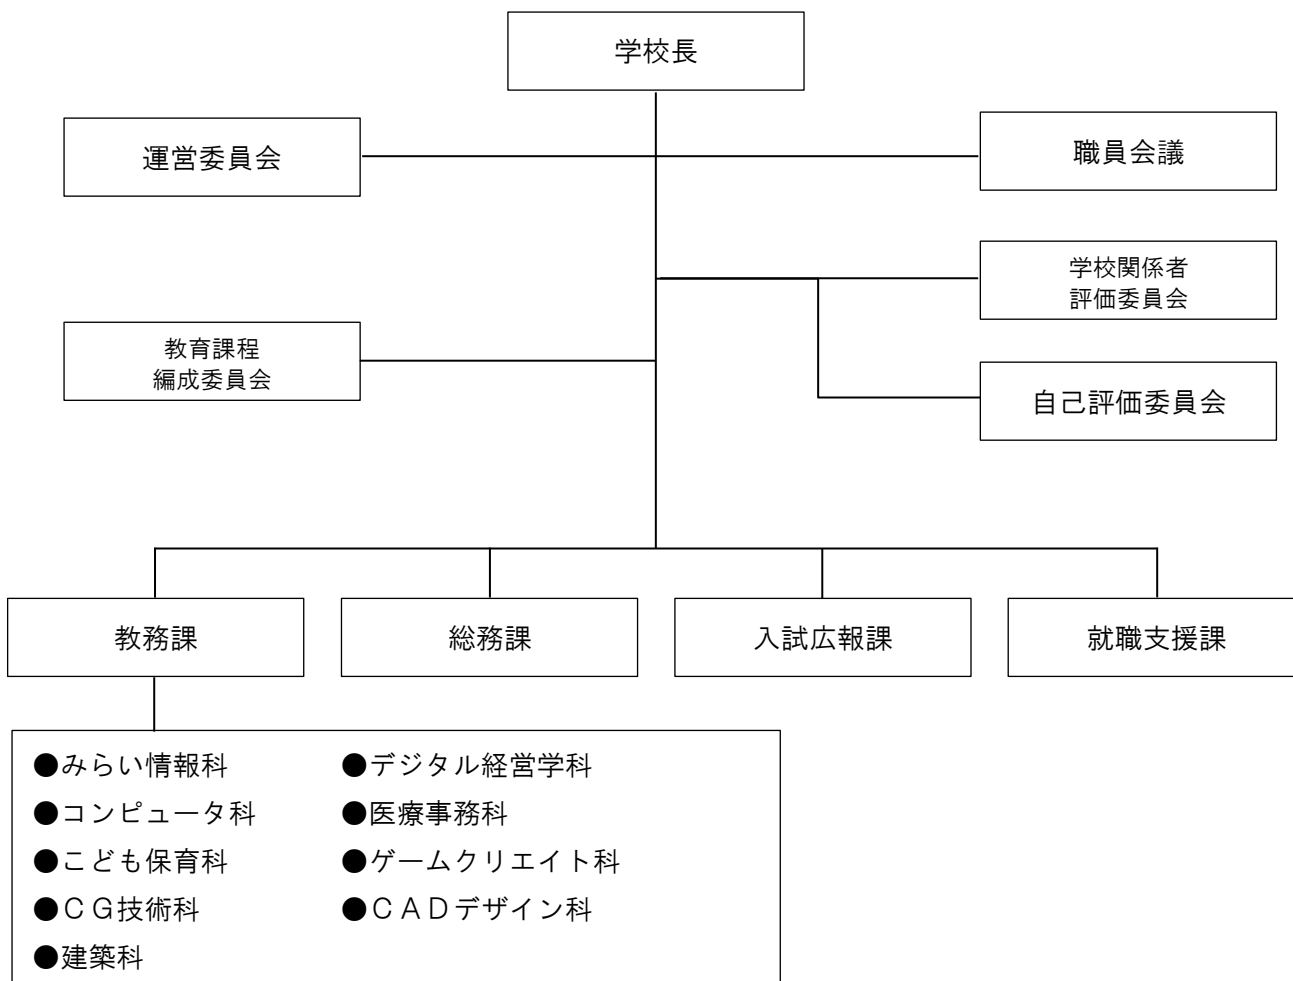 学校長
運営委員会
職員会議
学校関係者
評価委員会
教育課程
編成委員会
自己評価委員会
教務課
総務課
入試広報課
就職支援課
●みらい情報科
●デジタル経営学科
●コンピュータ科
●医療事務科
●こども保育科
●ゲームクリエイト科
●ＣＧ技術科
●ＣＡＤデザイン科
●建築科